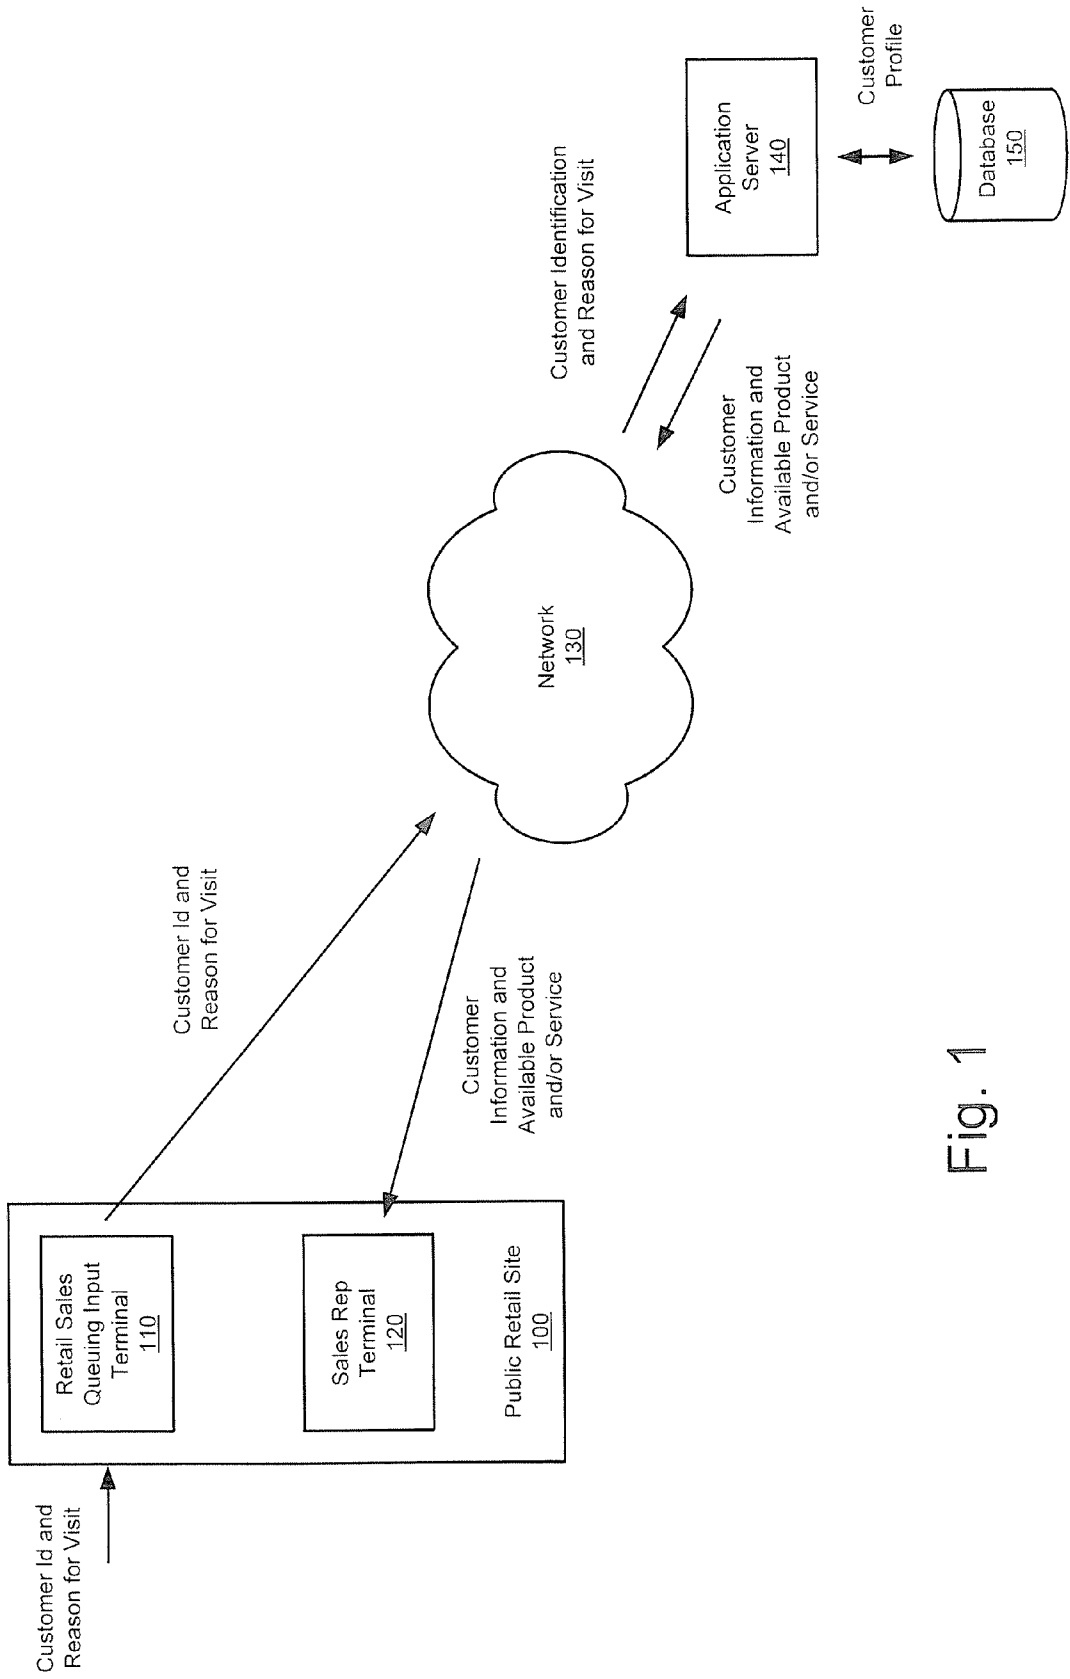 Customer Id and
Reason for Visit
Retail Sales
Queuing Input
Terminal
110
Sales Rep
Terminal
120
Public Retail Site
100
Customer Id and
Reason for Visit
Customer
Information and
Available Product
and/or Service
Network
130
Customer Identification
and Reason for Visit
Customer
Information and
Available Product
and/or Service
Application
Server
140
Customer
Profile
Database
150
Fig. 1